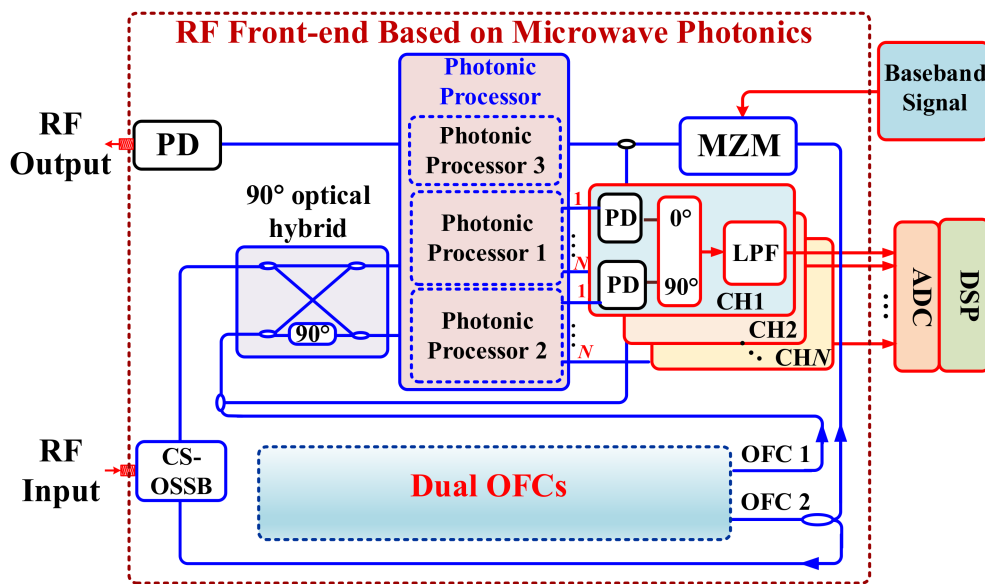 RF Front-end Based on Microwave Photonics
Photonic
Processor
Baseband
Signal
RF
Output
PD
Photonic
Processor 3
MZM
90° optical
hybrid
Photonic
Processor 1
1
N
PD
0°
PD
90°
LPF
CH1
ADC
DSP
90°
Photonic
Processor 2
1
N
CH2
CHN
RF
Input
CS-
OSSB
Dual OFCs
OFC 1
OFC 2